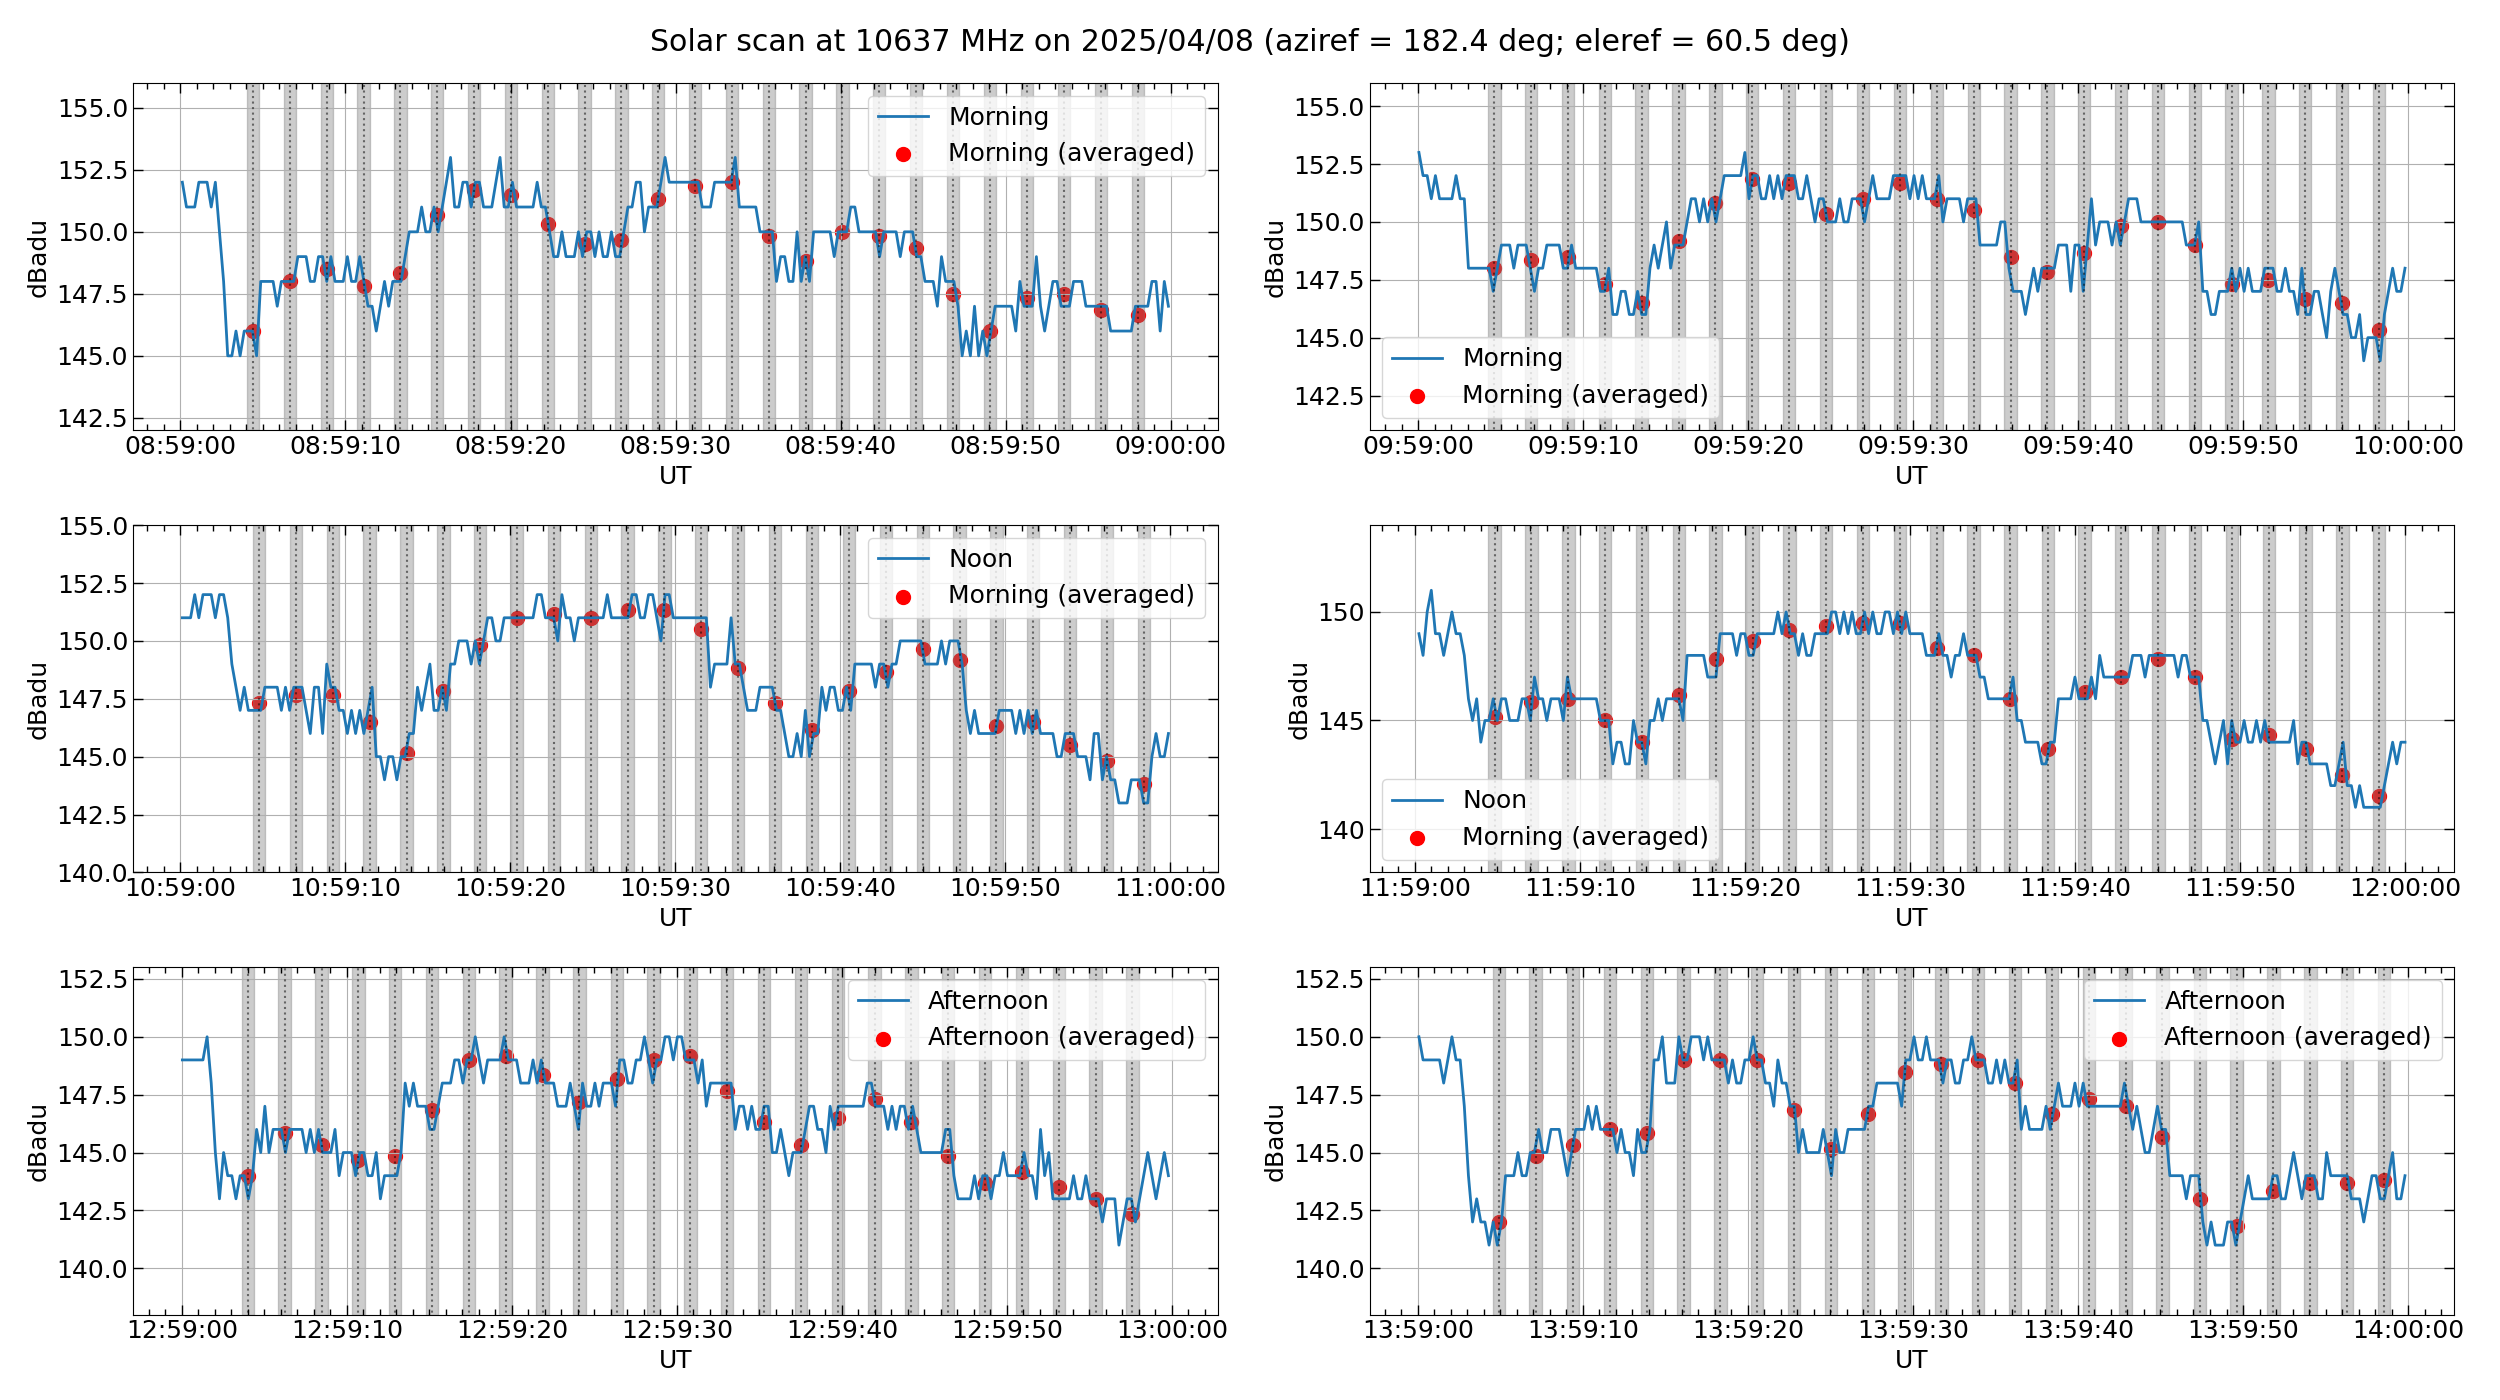 Solar scan at 10637 MHz on 2025/04/08 (aziref = 182.4 deg; eleref = 60.5 deg)
155.0
152.5
150.0
147.5
145.0
142.5
dBadu
Morning
Morning (averaged)
08:59:00 08:59:10 08:59:20 08:59:30 08:59:40 08:59:50 09:00:00
UT
155.0
152.5
150.0
147.5
145.0
142.5
dBadu
Morning
Morning (averaged)
09:59:00 09:59:10 09:59:20 09:59:30 09:59:40 09:59:50 10:00:00
UT
155.0
152.5
150.0
147.5
145.0
142.5
140.0
dBadu
Noon
Morning (averaged)
10:59:00 10:59:10 10:59:20 10:59:30 10:59:40 10:59:50 11:00:00
UT
150
145
140
dBadu
Noon
Morning (averaged)
11:59:00 11:59:10 11:59:20 11:59:30 11:59:40 11:59:50 12:00:00
UT
152.5
150.0
147.5
145.0
142.5
140.0
dBadu
Afternoon
Afternoon (averaged)
12:59:00 12:59:10 12:59:20 12:59:30 12:59:40 12:59:50 13:00:00
UT
152.5
150.0
147.5
145.0
142.5
140.0
dBadu
Afternoon
Afternoon (averaged)
13:59:00 13:59:10 13:59:20 13:59:30 13:59:40 13:59:50 14:00:00
UT